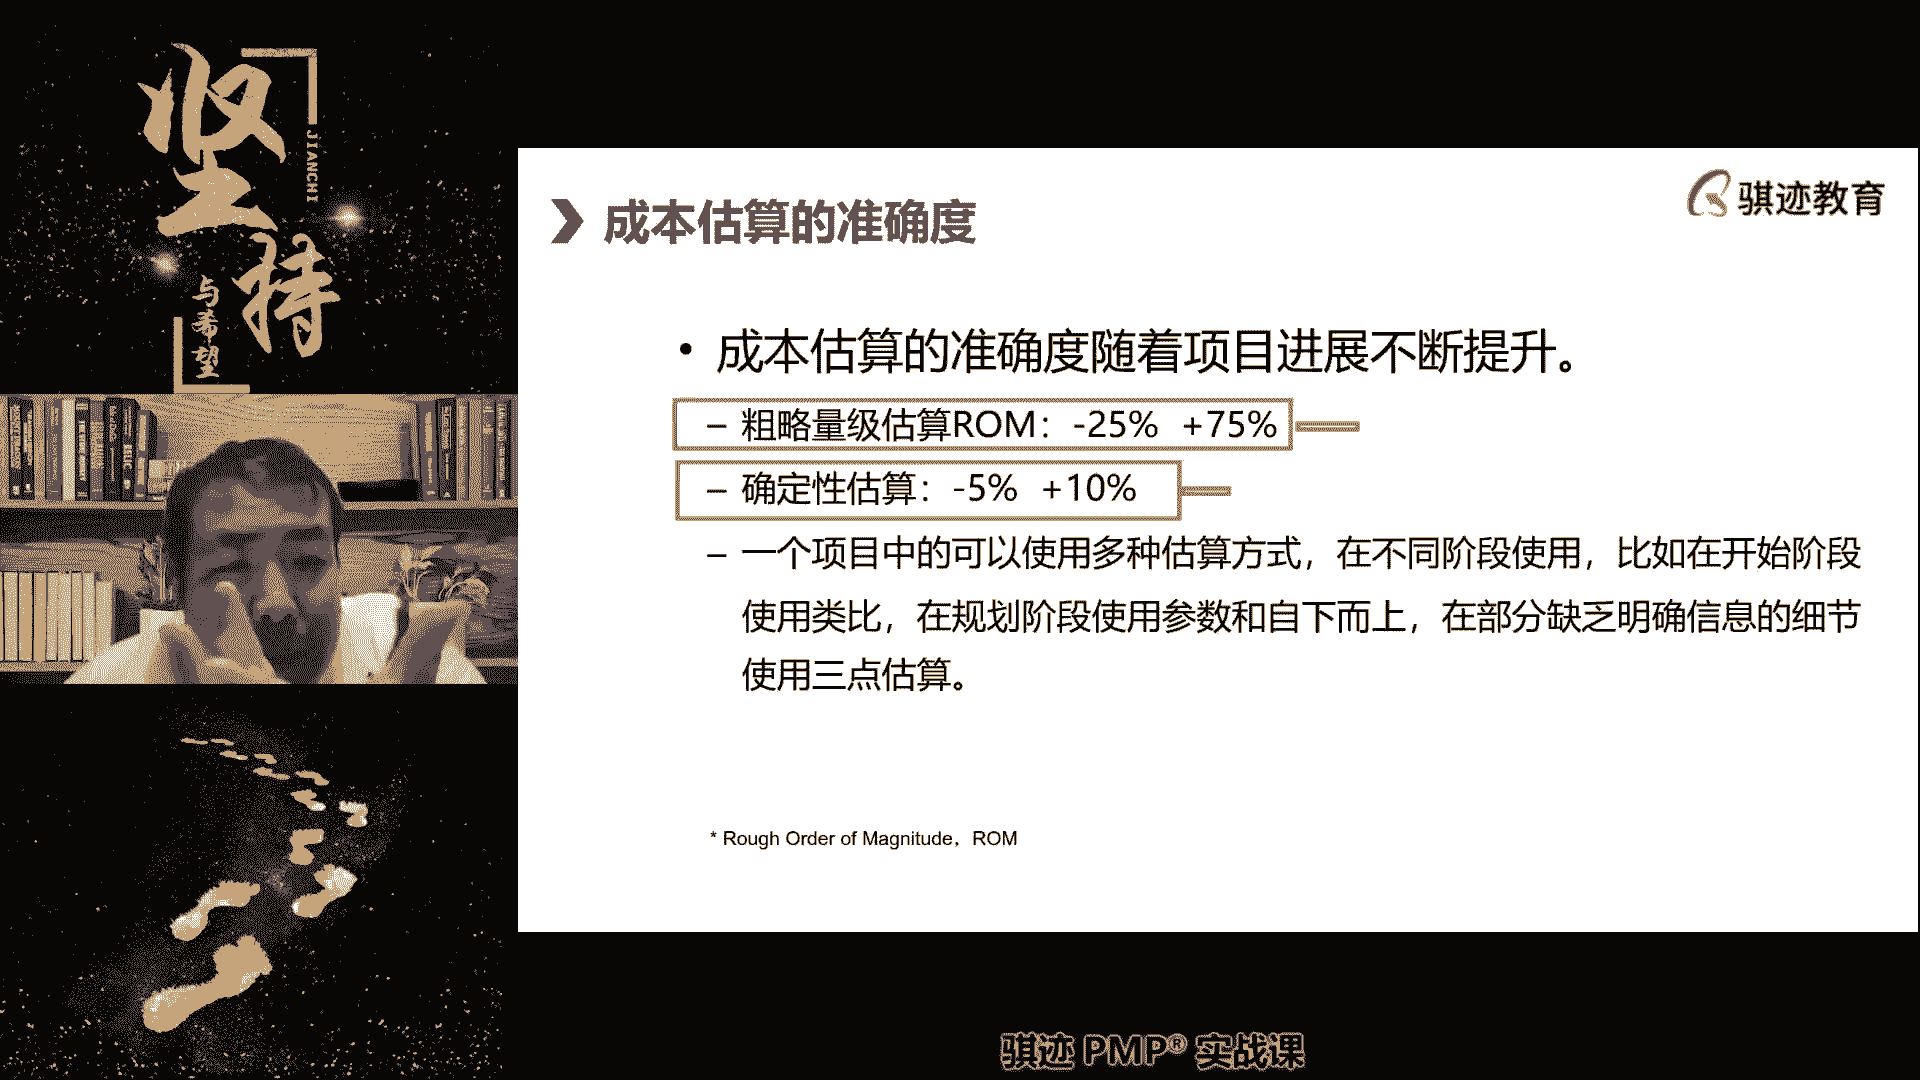 坚持
JIANCHI
与希望
骐迹教育
成本估算的准确度
• 成本估算的准确度随着项目进展不断提升。
– 粗略量级估算ROM：-25%  +75%
– 确定性估算：-5%  +10%
– 一个项目中的可以使用多种估算方式，在不同阶段使用，比如在开始阶段
使用类比，在规划阶段使用参数和自下而上，在部分缺乏明确信息的细节
使用三点估算。
* Rough Order of Magnitude，ROM
骐迹 PMP® 实战课